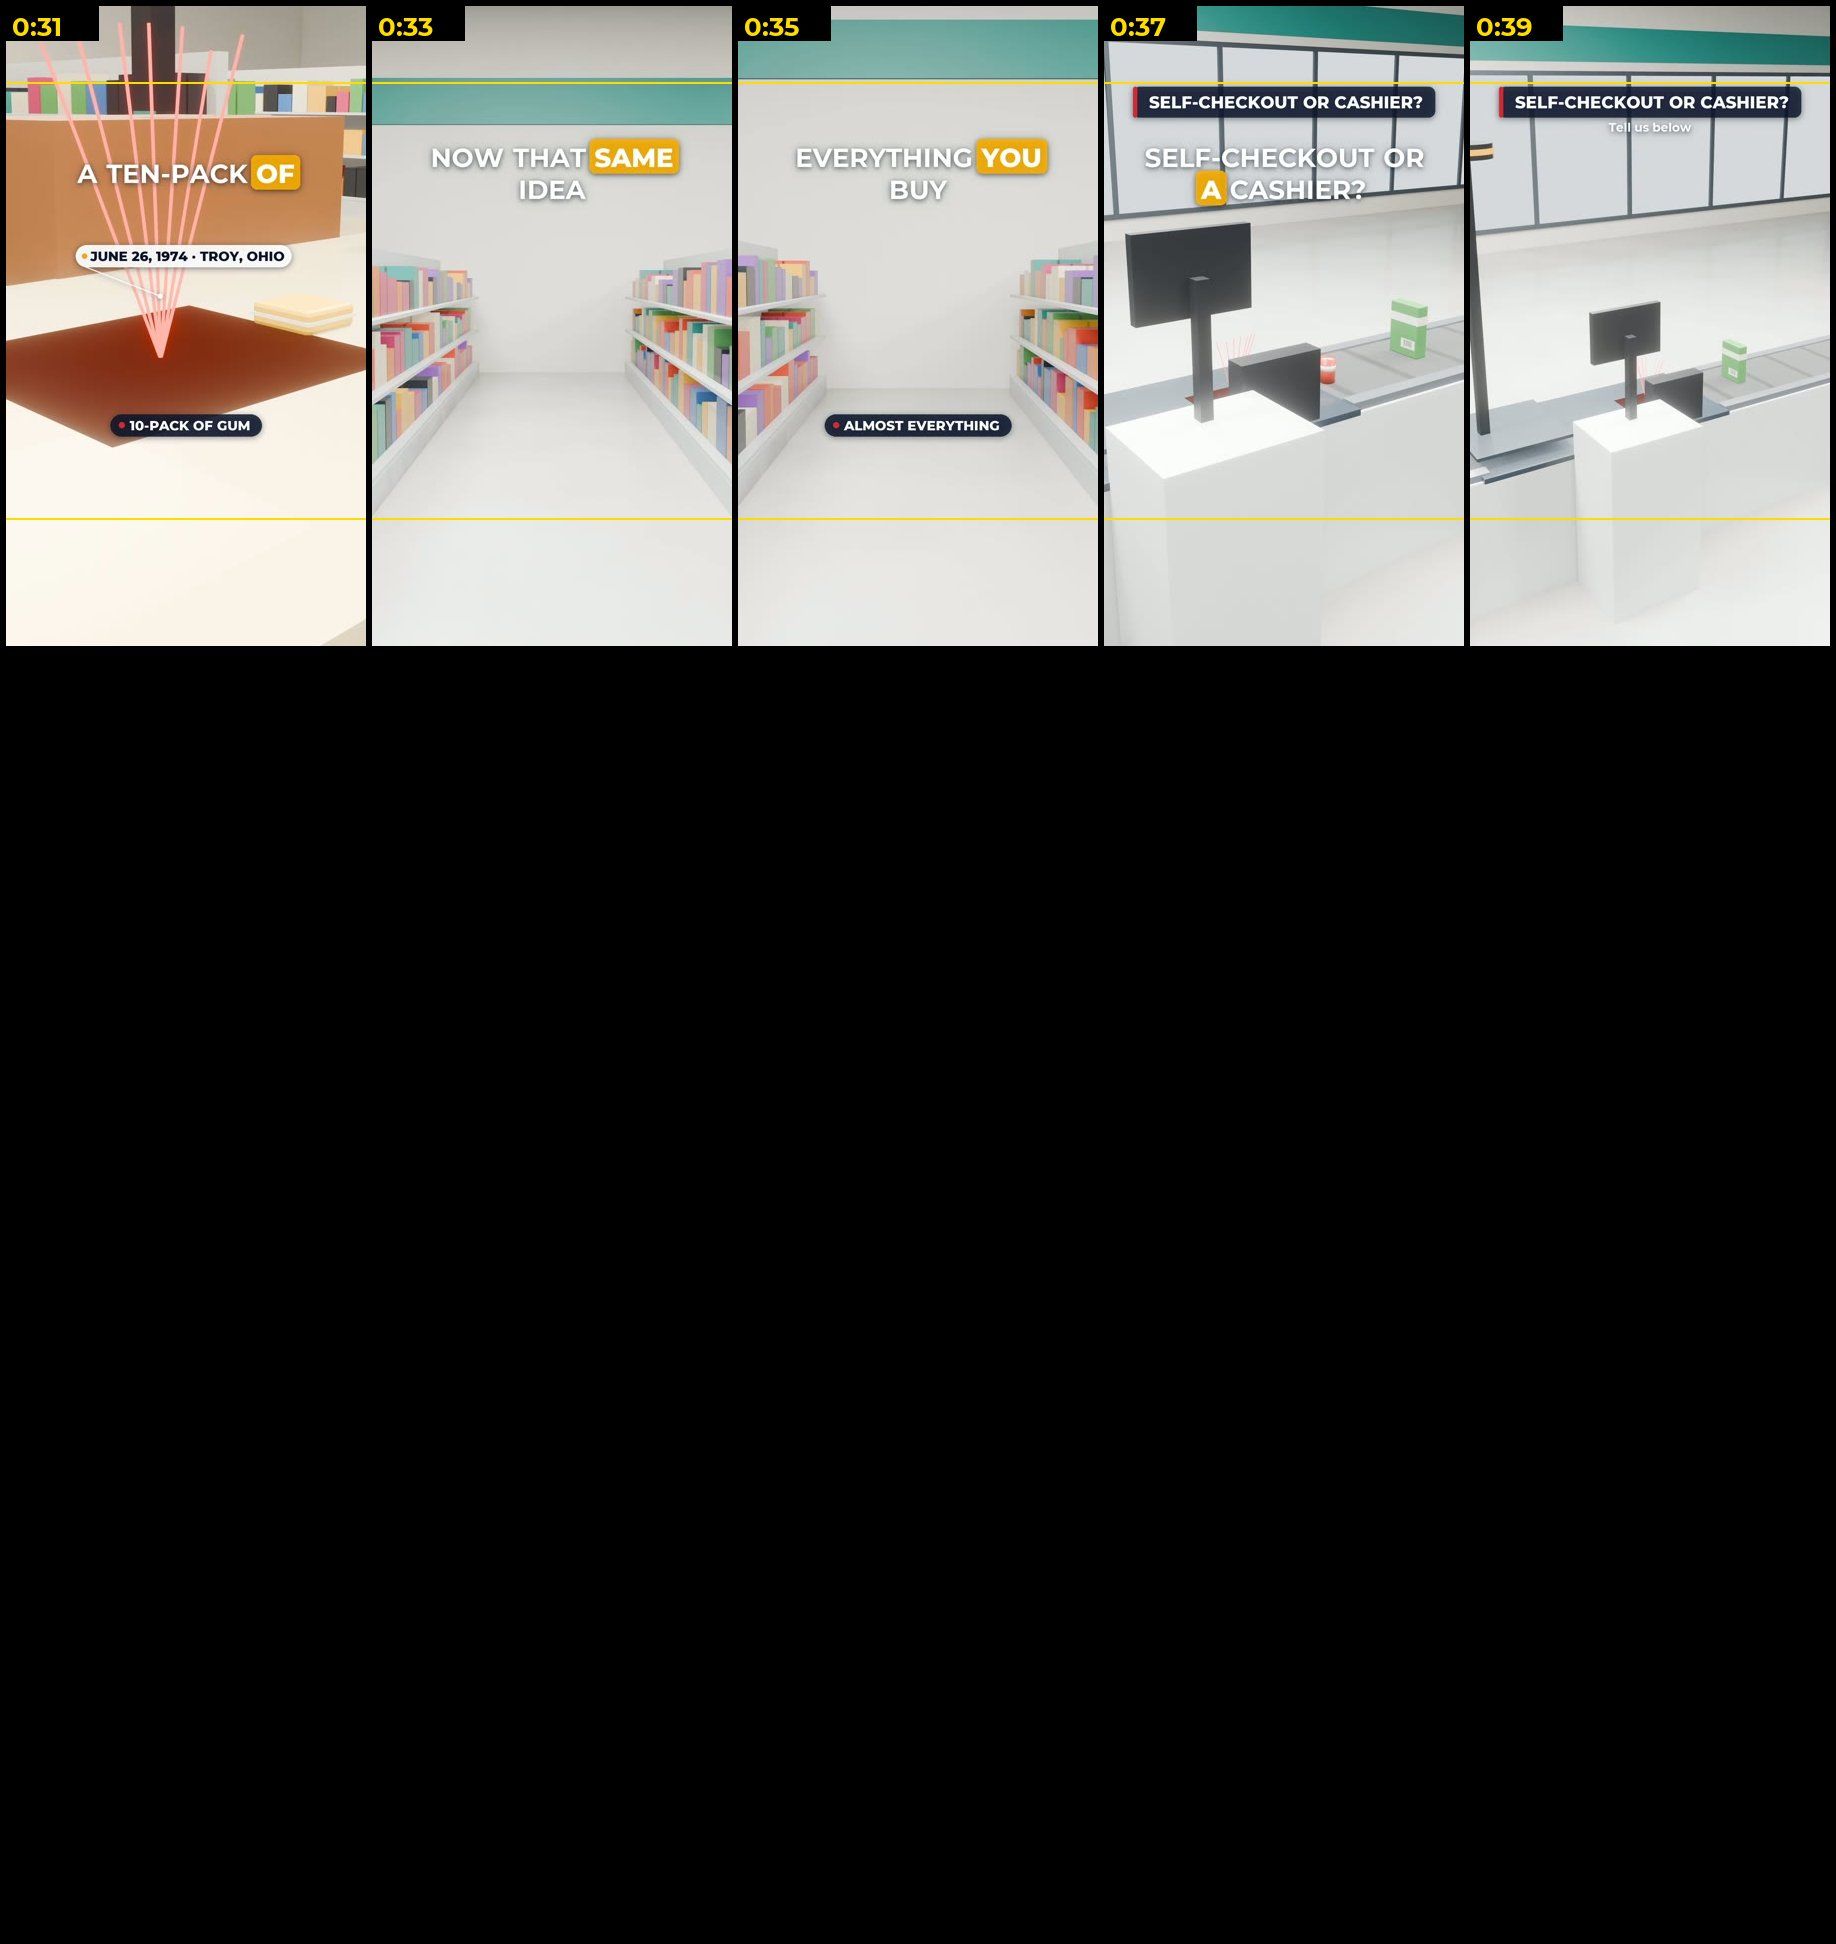 0:31
A TEN-PACK OF
JUNE 26, 1974 · TROY, OHIO
10-PACK OF GUM
0:33
NOW THAT SAME
IDEA
0:35
EVERYTHING YOU
BUY
ALMOST EVERYTHING
0:37
SELF-CHECKOUT OR CASHIER?
SELF-CHECKOUT OR
A CASHIER?
0:39
SELF-CHECKOUT OR CASHIER?
Tell us below